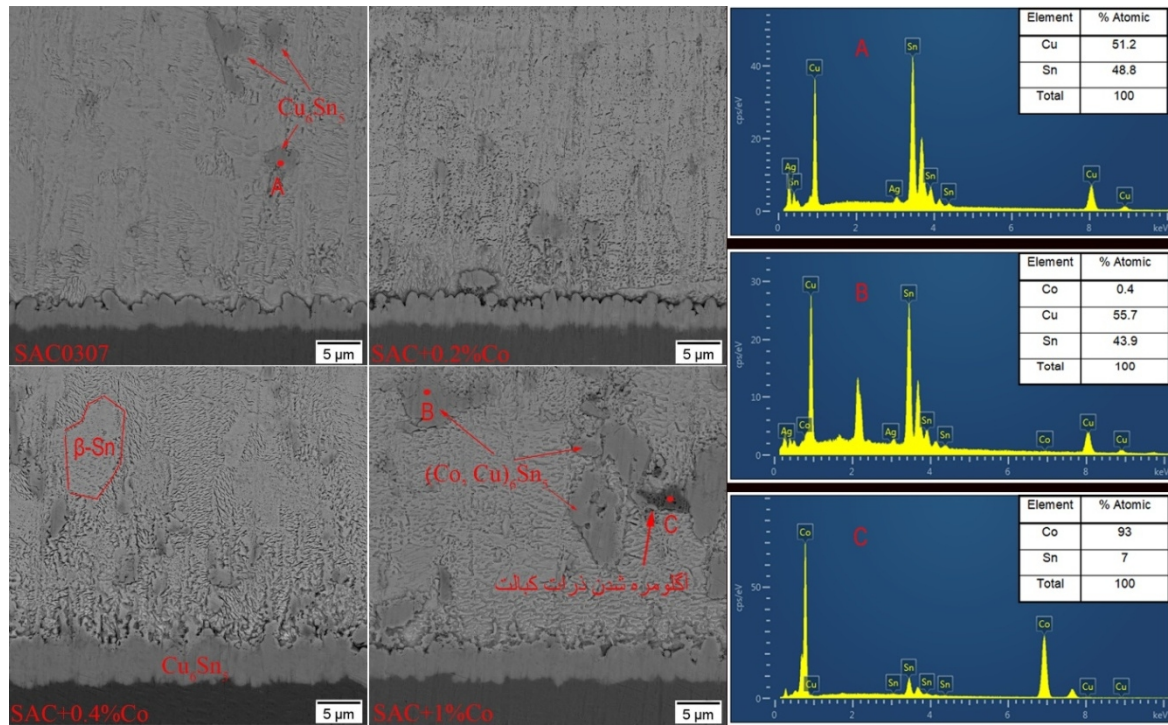 Cu6Sn5
A
SAC0307
5 µm
SAC+0.2%Co
5 µm
β-Sn
Cu6Sn5
SAC+0.4%Co
5 µm
B
(Co, Cu)6Sn5
C
اگلومره شدن ذرات کبالت
SAC+1%Co
5 µm
A
Element % Atomic
Cu 51.2
Sn 48.8
Total 100
cps/eV
40
20
0
Ag
Sn
Cu
Ag
Sn
Sn
Sn
Cu
Cu
0 2 4 6 8 keV
B
Element % Atomic
Co 0.4
Cu 55.7
Sn 43.9
Total 100
cps/eV
30
20
10
0
Ag
Co
Cu
Ag
Sn
Sn
Sn
Co
Cu
Cu
0 2 4 6 8 keV
C
Element % Atomic
Co 93
Sn 7
Total 100
cps/eV
50
0
Co
Cu
Sn
Sn
Sn
Sn
Co
Cu
Cu
0 2 4 6 8 keV